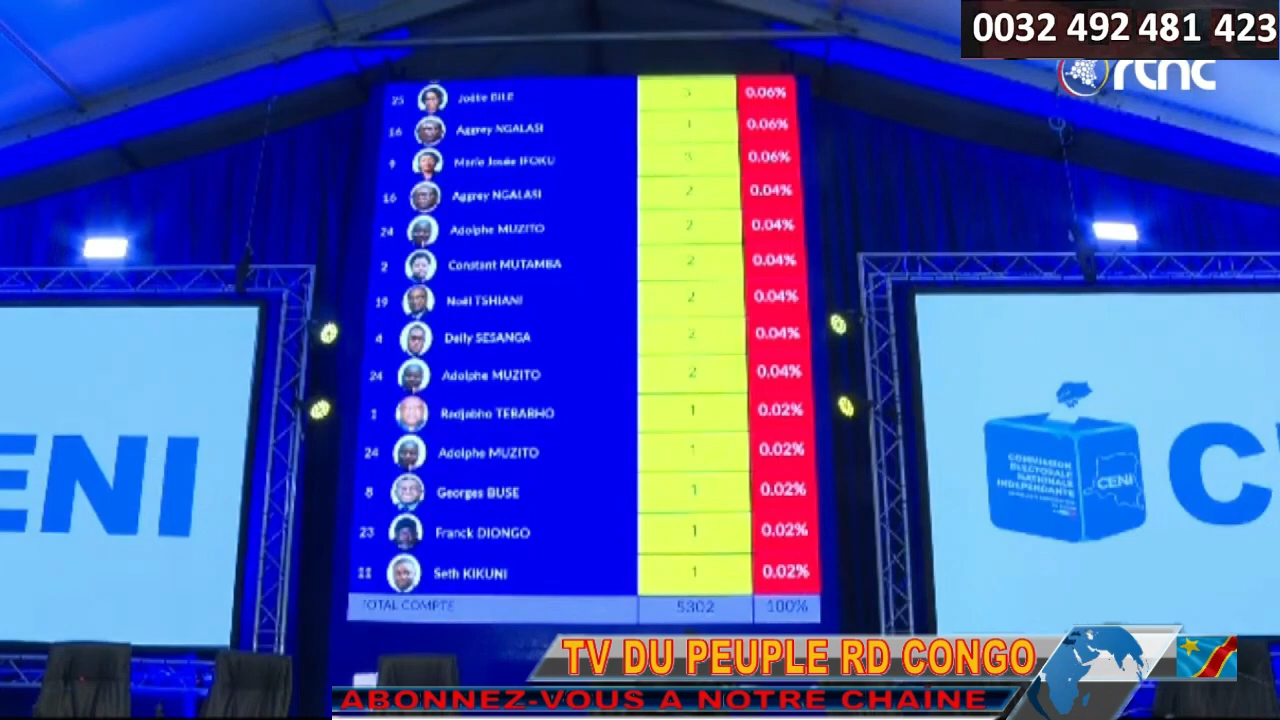 0032 492 481 423
rtnc
25 Joëlle BILE 3 0.06%
16 Aggrey NGALASI 1 0.06%
9 Marie Josée IFOKU 3 0.06%
16 Aggrey NGALASI 2 0.04%
24 Adolphe MUZITO 2 0.04%
2 Constant MUTAMBA 2 0.04%
19 Noël TSHIANI 2 0.04%
4 Delly SESANGA 2 0.04%
24 Adolphe MUZITO 2 0.04%
1 0.02%
24 Adolphe MUZITO 1 0.02%
8 Georges BUSE 1 0.02%
23 Franck DIONGO 1 0.02%
11 Seth KIKUNI 1 0.02%
TOTAL COMPTE 5302 100%
ENI
COMMISSION
ELECTORALE
NATIONALE
INDEPENDANTE
CENI
C
TV DU PEUPLE RD CONGO
ABONNEZ-VOUS A NOTRE CHAINE